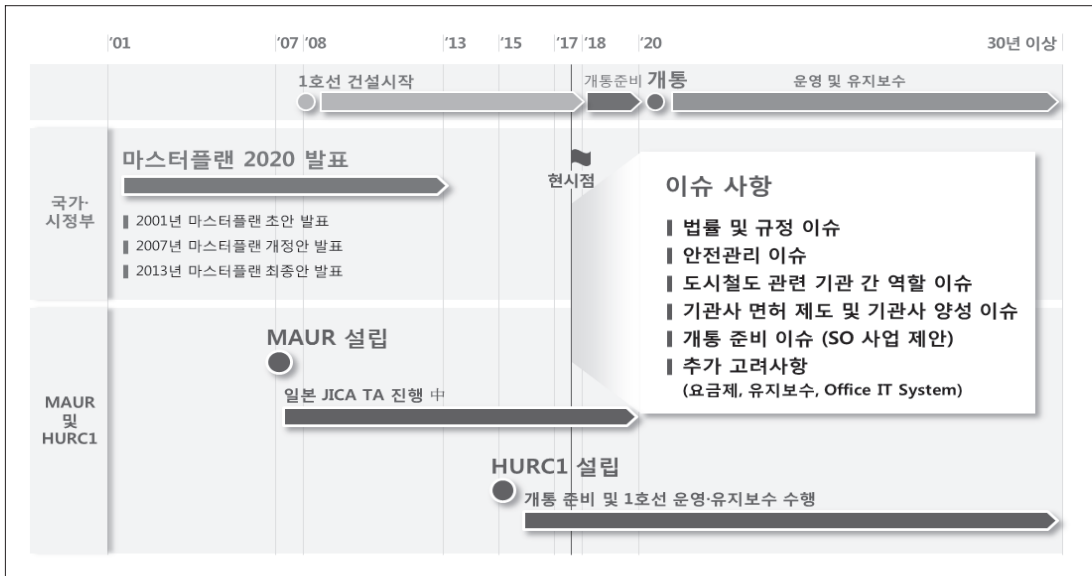 '01 '07 '08 '13 '15 '17 '18 '20 30년 이상
1호선 건설시작 개통준비 개통 운영 및 유지보수
국가·
시정부
마스터플랜 2020 발표
2001년 마스터플랜 초안 발표
2007년 마스터플랜 개정안 발표
2013년 마스터플랜 최종안 발표
현시점
이슈 사항
법률 및 규정 이슈
안전관리 이슈
도시철도 관련 기관 간 역할 이슈
기관사 면허 제도 및 기관사 양성 이슈
개통 준비 이슈 (SO 사업 제안)
추가 고려사항
(요금제, 유지보수, Office IT System)
MAUR
및
HURC1
MAUR 설립
일본 JICA TA 진행 中
HURC1 설립
개통 준비 및 1호선 운영·유지보수 수행